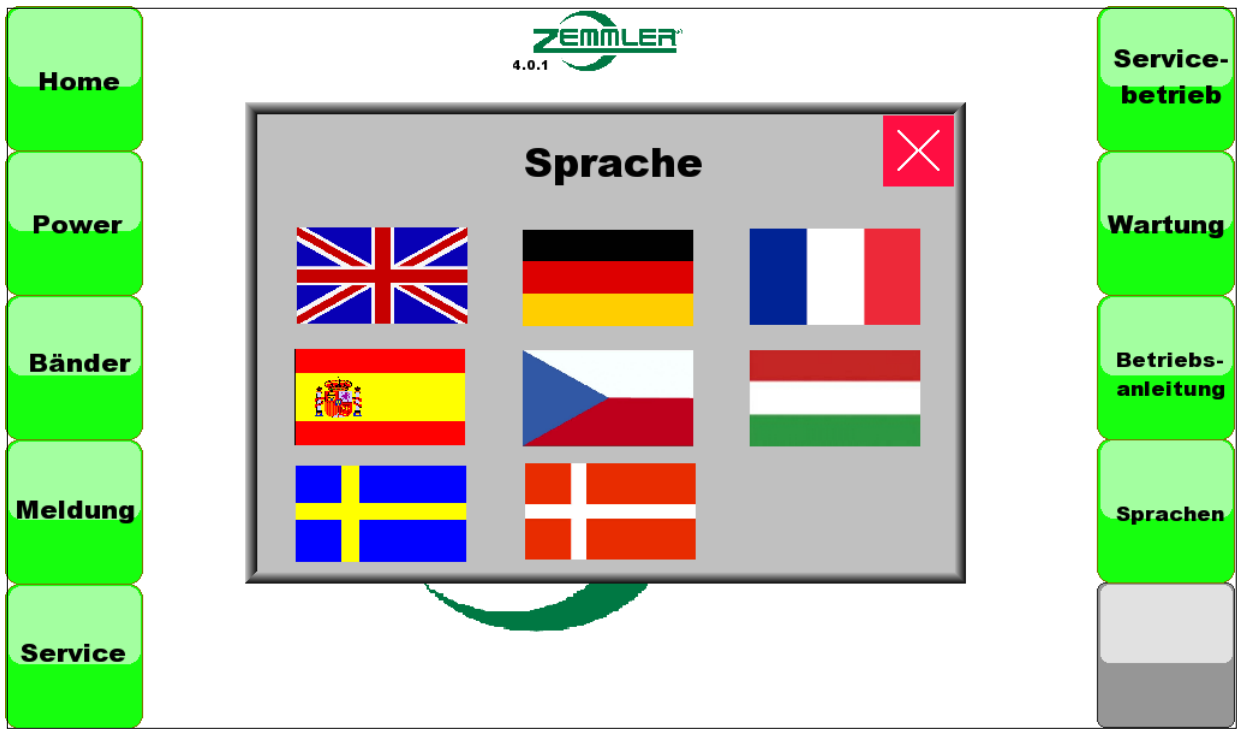 ZEMMLER
4.0.1
Home
Power
Bänder
Meldung
Service
Sprache
Service-
betrieb
Wartung
Betriebs-
anleitung
Sprachen